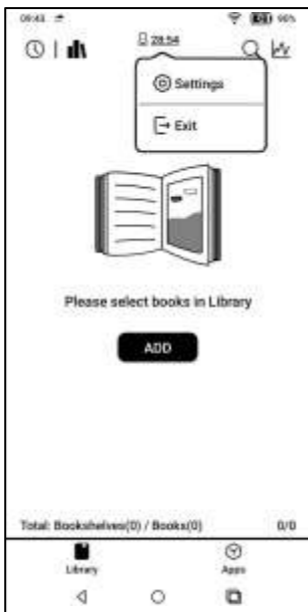 09:43 90%
28:54
Settings
Exit
Please select books in Library
ADD
Total: Bookshelves(0) / Books(0) 0/0
Library Apps